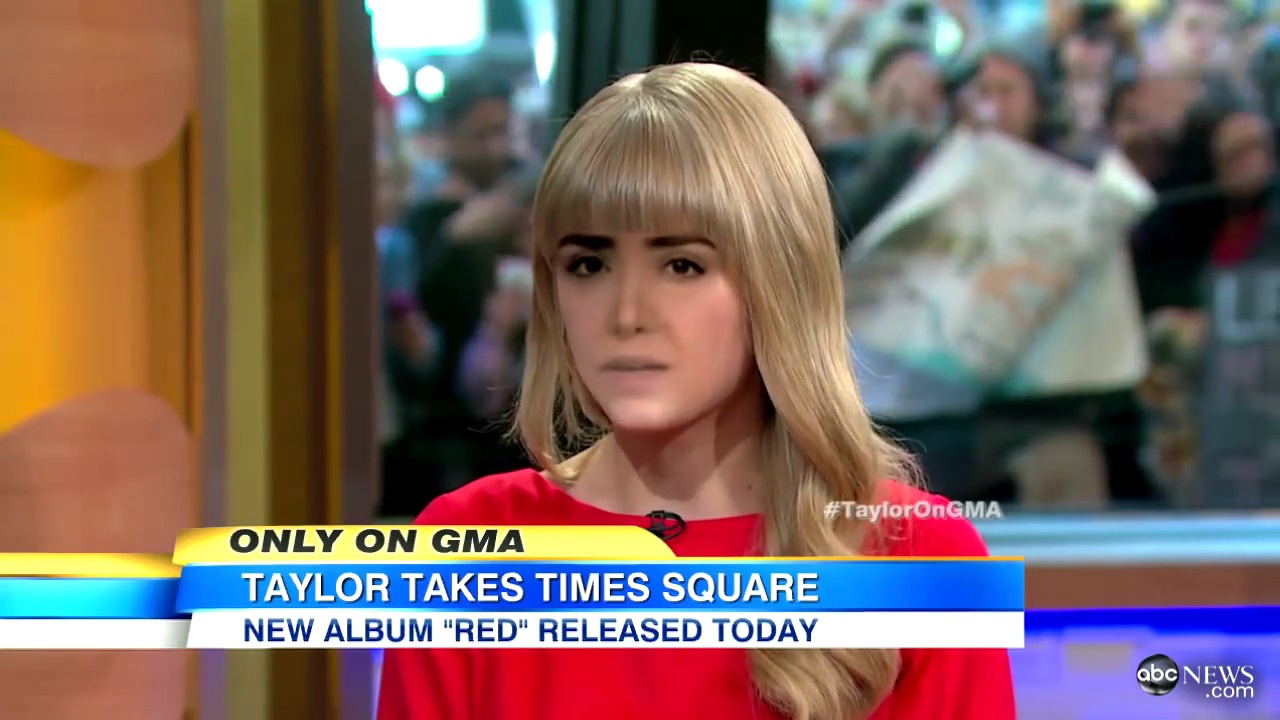 #TaylorOnGMA
ONLY ON GMA
TAYLOR TAKES TIMES SQUARE
NEW ALBUM "RED" RELEASED TODAY
abc NEWS
.com